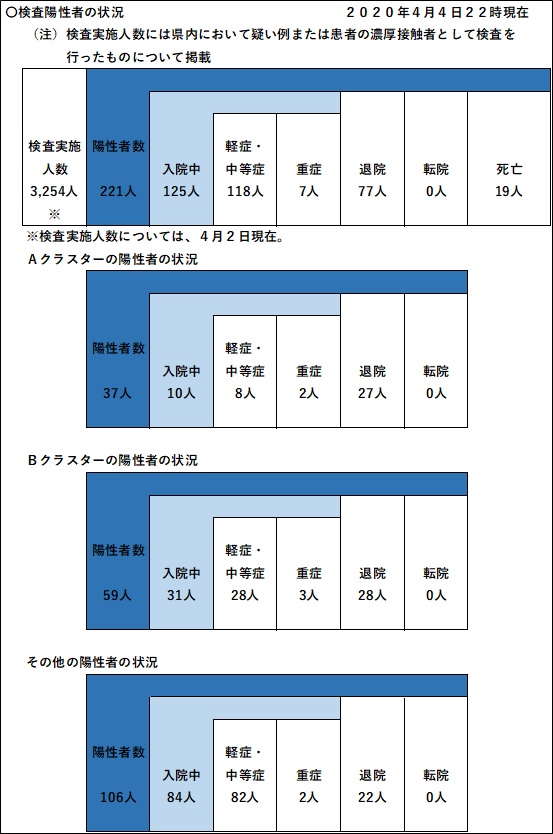 〇検査陽性者の状況　２０２０年４月４日２２時現在
（注）検査実施人数には県内において疑い例または患者の濃厚接触者として検査を
行ったものについて掲載
検査実施人数 3,254人 ※
陽性者数 221人
入院中 125人
軽症・中等症 118人
重症 7人
退院 77人
転院 0人
死亡 19人
※検査実施人数については、４月２日現在。
Ａクラスターの陽性者の状況
陽性者数 37人
入院中 10人
軽症・中等症 8人
重症 2人
退院 27人
転院 0人
Ｂクラスターの陽性者の状況
陽性者数 59人
入院中 31人
軽症・中等症 28人
重症 3人
退院 28人
転院 0人
その他の陽性者の状況
陽性者数 106人
入院中 84人
軽症・中等症 82人
重症 2人
退院 22人
転院 0人